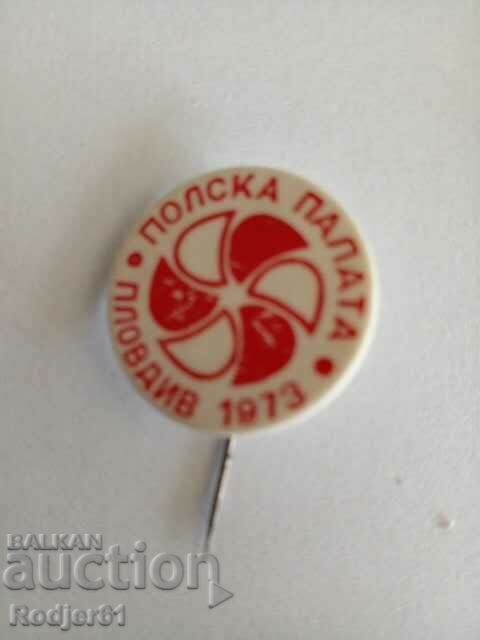 ПОЛСКА ПАЛАТА
ПЛОВДИВ 1973
BALKAN
auction
Rodjer61